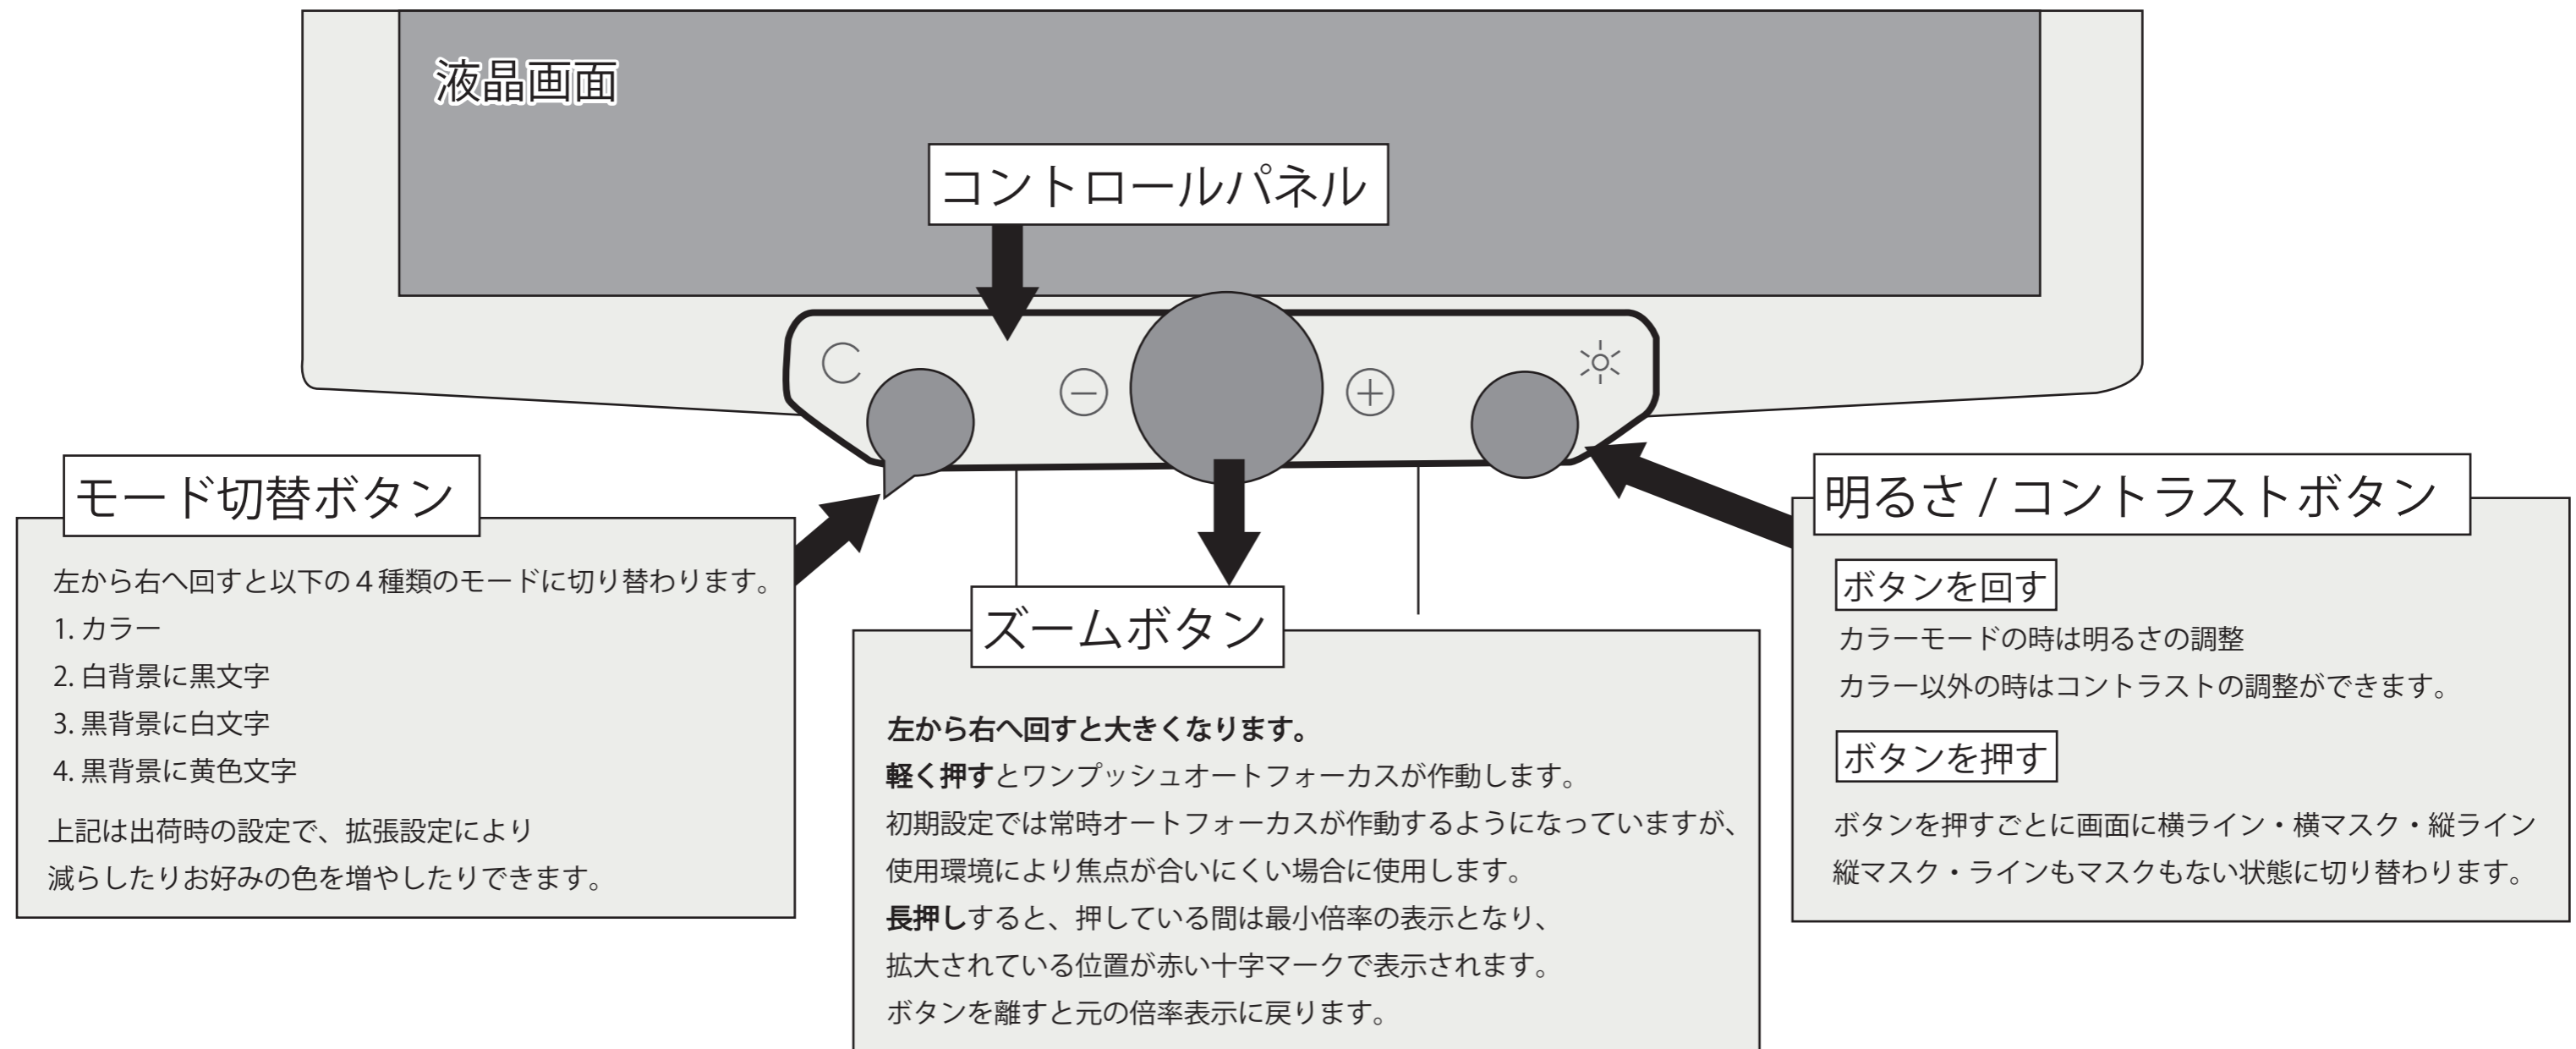 液晶画面
コントロールパネル
モード切替ボタン
左から右へ回すと以下の４種類のモードに切り替わります。
1. カラー
2. 白背景に黒文字
3. 黒背景に白文字
4. 黒背景に黄色文字
上記は出荷時の設定で、拡張設定により
減らしたりお好みの色を増やしたりできます。
ズームボタン
左から右へ回すと大きくなります。
軽く押すとワンプッシュオートフォーカスが作動します。
初期設定では常時オートフォーカスが作動するようになっていますが、
使用環境により焦点が合いにくい場合に使用します。
長押しすると、押している間は最小倍率の表示となり、
拡大されている位置が赤い十字マークで表示されます。
ボタンを離すと元の倍率表示に戻ります。
明るさ / コントラストボタン
ボタンを回す
カラーモードの時は明るさの調整
カラー以外の時はコントラストの調整ができます。
ボタンを押す
ボタンを押すごとに画面に横ライン・横マスク・縦ライン
縦マスク・ラインもマスクもない状態に切り替わります。